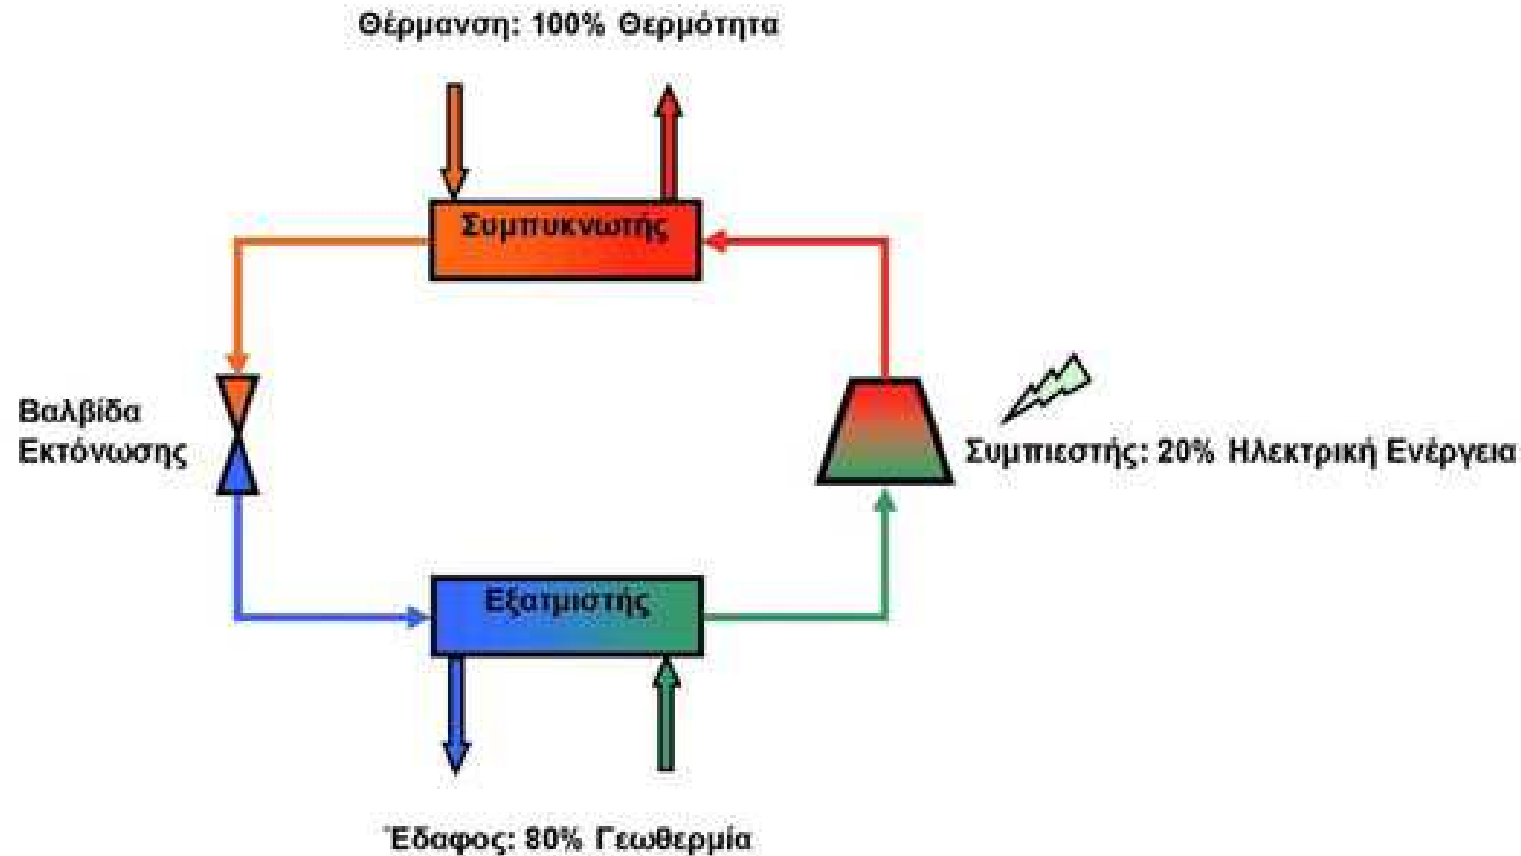 Θέρμανση: 100% Θερμότητα
Συμπυκνωτής
Βαλβίδα
Εκτόνωσης
Συμπιεστής: 20% Ηλεκτρική Ενέργεια
Εξατμιστής
Έδαφος: 80% Γεωθερμία